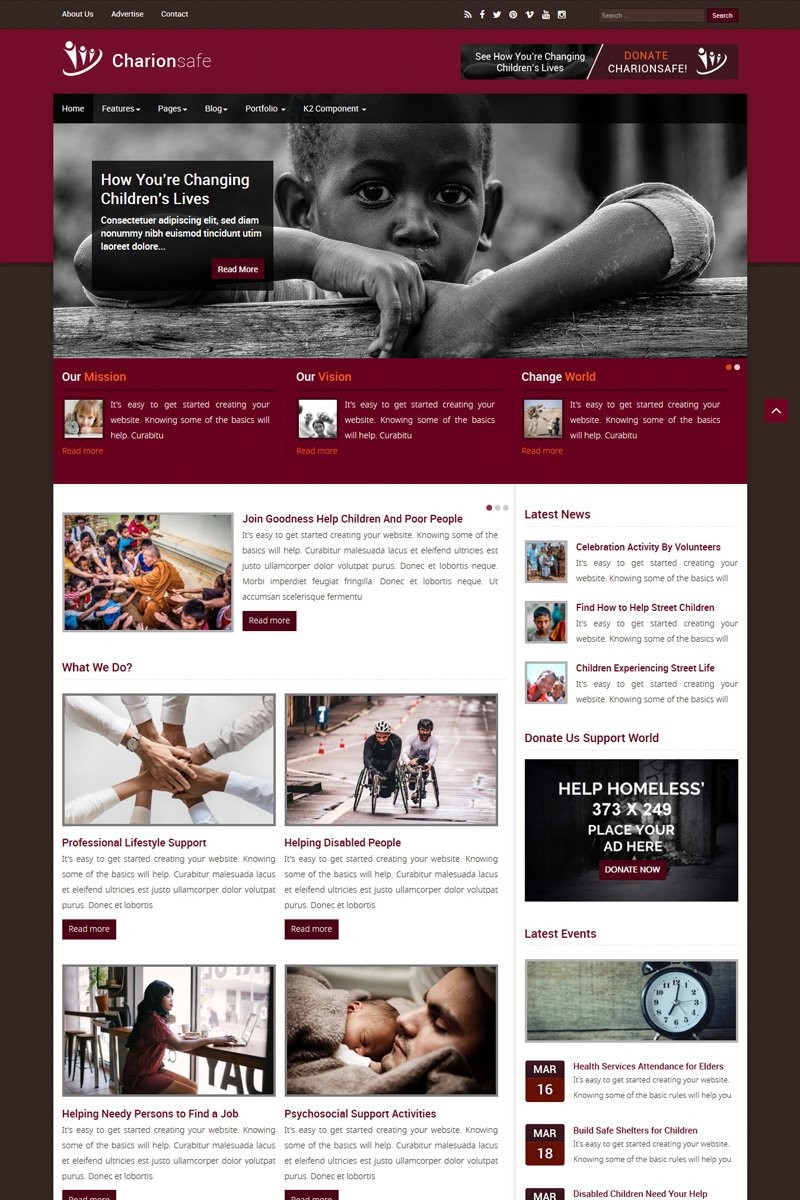 About Us Advertise Contact
Search ... Search
Charionsafe
See How You're Changing
Children's Lives
DONATE
CHARIONSAFE!
Home Features Pages Blog Portfolio K2 Component
How You're Changing
Children's Lives
Consectetuer adipiscing elit, sed diam
nonummy nibh euismod tincidunt utim
laoreet dolore...
Read More
Our Mission
It's easy to get started creating your
website. Knowing some of the basics will
help. Curabitu
Read more
Our Vision
It's easy to get started creating your
website. Knowing some of the basics will
help. Curabitu
Read more
Change World
It's easy to get started creating your
website. Knowing some of the basics will
help. Curabitu
Read more
Join Goodness Help Children And Poor People
It's easy to get started creating your website. Knowing some of the
basics will help. Curabitur malesuada lacus et eleifend ultricies est
justo ullamcorper dolor volutpat purus. Donec et lobortis neque.
Morbi imperdiet feugiat fringilla. Donec et lobortis neque. Ut
accumsan scelerisque fermentu
Read more
What We Do?
Professional Lifestyle Support
It's easy to get started creating your website. Knowing
some of the basics will help. Curabitur malesuada lacus
et eleifend ultricies est justo ullamcorper dolor volutpat
purus. Donec et lobortis
Read more
Helping Disabled People
It's easy to get started creating your website. Knowing
some of the basics will help. Curabitur malesuada lacus
et eleifend ultricies est justo ullamcorper dolor volutpat
purus. Donec et lobortis
Read more
Helping Needy Persons to Find a Job
It's easy to get started creating your website. Knowing
some of the basics will help. Curabitur malesuada lacus
et eleifend ultricies est justo ullamcorper dolor volutpat
purus. Donec et lobortis
Read more
Psychosocial Support Activities
It's easy to get started creating your website. Knowing
some of the basics will help. Curabitur malesuada lacus
et eleifend ultricies est justo ullamcorper dolor volutpat
purus. Donec et lobortis
Read more
Latest News
Celebration Activity By Volunteers
It's easy to get started creating your
website. Knowing some of the basics will
Find How to Help Street Children
It's easy to get started creating your
website. Knowing some of the basics will
Children Experiencing Street Life
It's easy to get started creating your
website. Knowing some of the basics will
Donate Us Support World
HELP HOMELESS'
373 X 249
PLACE YOUR
AD HERE
DONATE NOW
Latest Events
MAR
16
Health Services Attendance for Elders
It's easy to get started creating your website.
Knowing some of the basic rules will help you
MAR
18
Build Safe Shelters for Children
It's easy to get started creating your website.
Knowing some of the basic rules will help you
MAR
Disabled Children Need Your Help